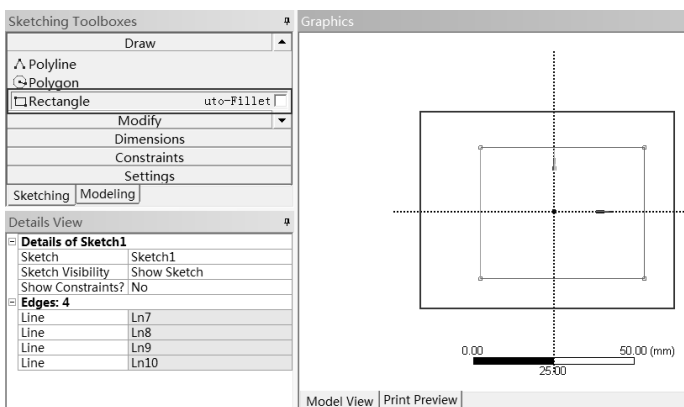 Sketching Toolboxes
Draw
Polyline
Polygon
Rectangle uto-Fillet
Modify
Dimensions
Constraints
Settings
Sketching Modeling
Details View
Details of Sketch1
Sketch Sketch1
Sketch Visibility Show Sketch
Show Constraints? No
Edges: 4
Line Ln7
Line Ln8
Line Ln9
Line Ln10
Graphics
0.00 50.00 (mm)
25.00
Model View Print Preview